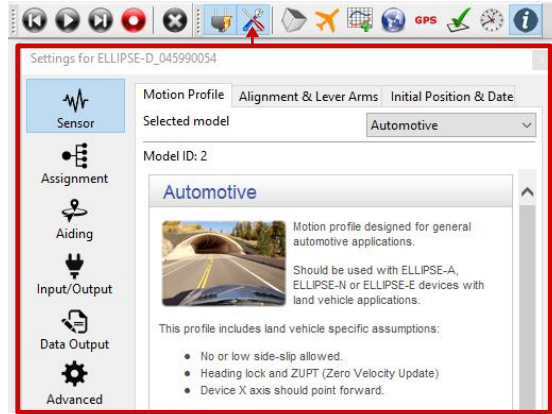 GPS
Settings for ELLIPSE-D_045990054
Motion Profile Alignment & Lever Arms Initial Position & Date
Sensor
Selected model Automotive
Model ID: 2
Assignment
Automotive
Motion profile designed for general
automotive applications.
Aiding
Should be used with ELLIPSE-A,
ELLIPSE-N or ELLIPSE-E devices with
land vehicle applications.
Input/Output
This profile includes land vehicle specific assumptions:
Data Output
• No or low side-slip allowed.
• Heading lock and ZUPT (Zero Velocity Update)
• Device X axis should point forward.
Advanced